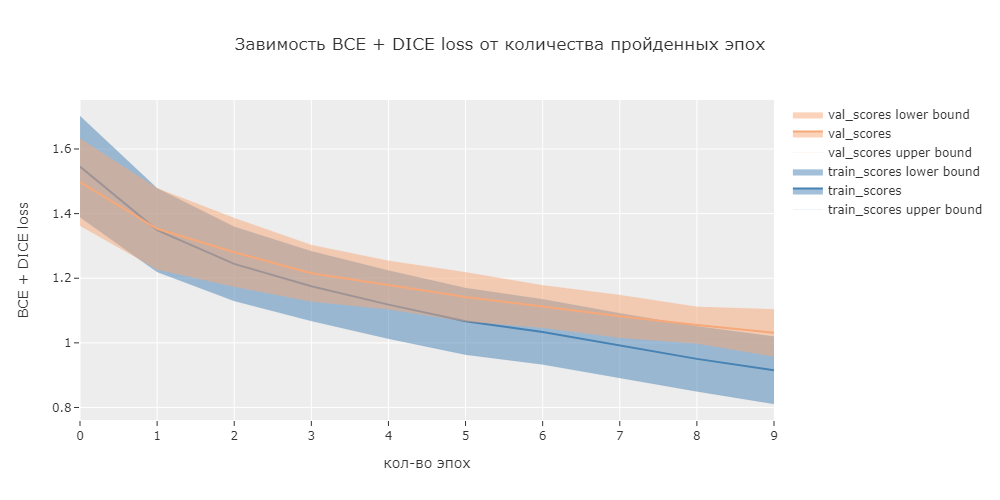 Завимость BCE + DICE loss от количества пройденных эпох
val_scores lower bound
val_scores
val_scores upper bound
train_scores lower bound
train_scores
train_scores upper bound
BCE + DICE loss
1.6
1.4
1.2
1
0.8
0 1 2 3 4 5 6 7 8 9
кол-во эпох